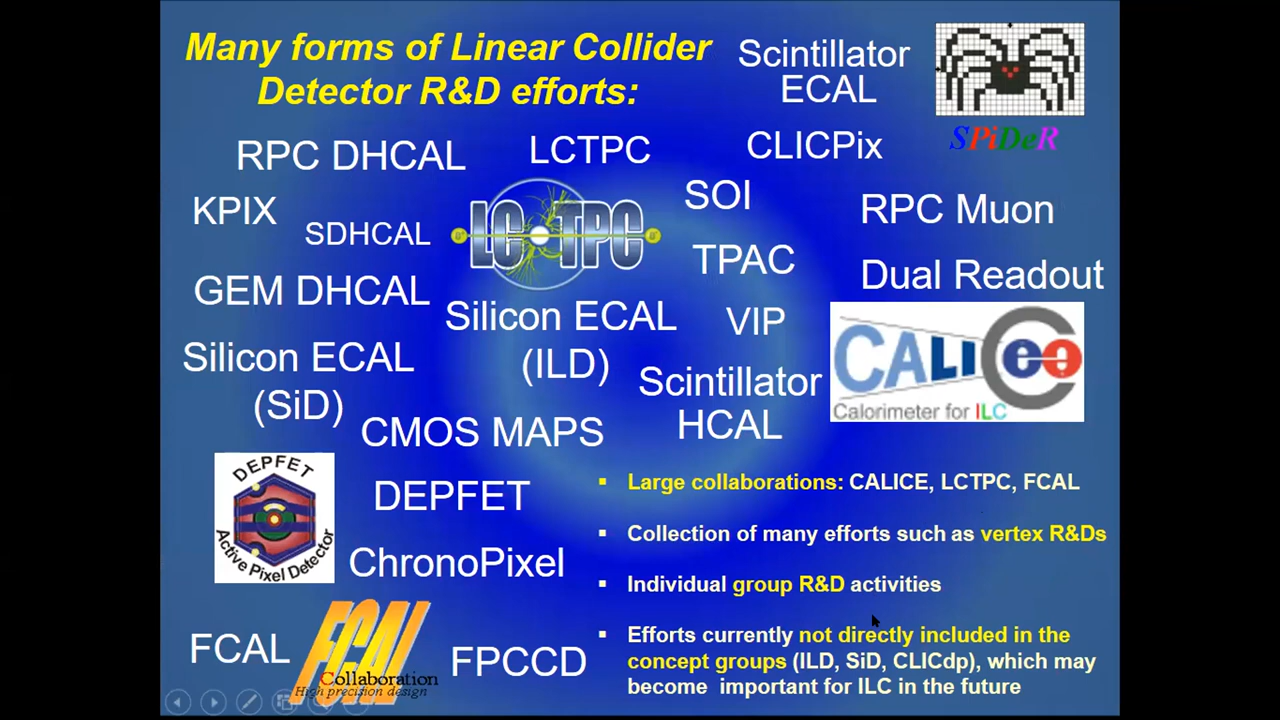 Many forms of Linear Collider
Detector R&D efforts:
Scintillator
ECAL
SPiDeR
RPC DHCAL
LCTPC
CLICPix
KPIX
SDHCAL
LC TPC
SOI
RPC Muon
TPAC
Dual Readout
GEM DHCAL
Silicon ECAL
(ILD)
VIP
CALICE
Calorimeter for ILC
Silicon ECAL
(SiD)
Scintillator
HCAL
CMOS MAPS
DEPFET
Active Pixel Detector
DEPFET
ChronoPixel
FCAL
FCAL
Collaboration
High precision design
FPCCD
▪ Large collaborations: CALICE, LCTPC, FCAL
▪ Collection of many efforts such as vertex R&Ds
▪ Individual group R&D activities
▪ Efforts currently not directly included in the
concept groups (ILD, SiD, CLICdp), which may
become important for ILC in the future